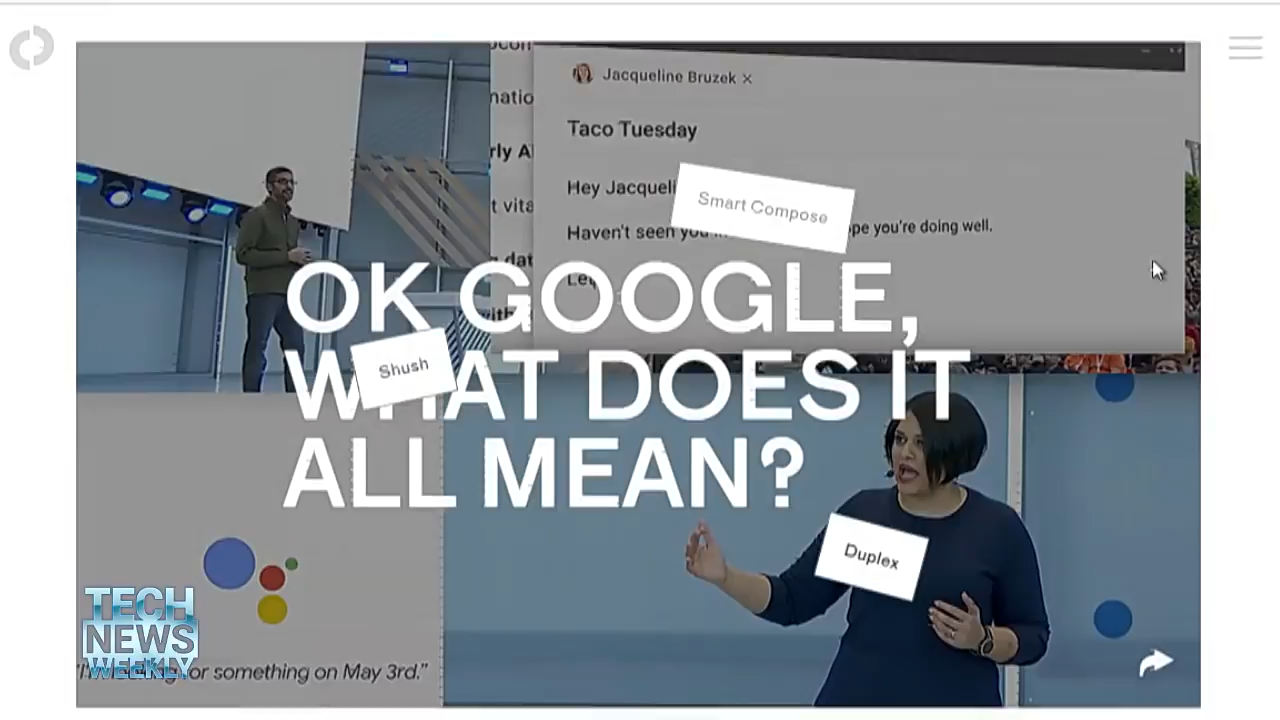 Jacqueline Bruzek ×
Taco Tuesday
Hey Jacqueli
Smart Compose
Haven't seen you
pe you're doing well.
OK GOOGLE,
WHAT DOES IT
ALL MEAN?
Shush
Duplex
TECH
NEWS
WEEKLY
or something on May 3rd."